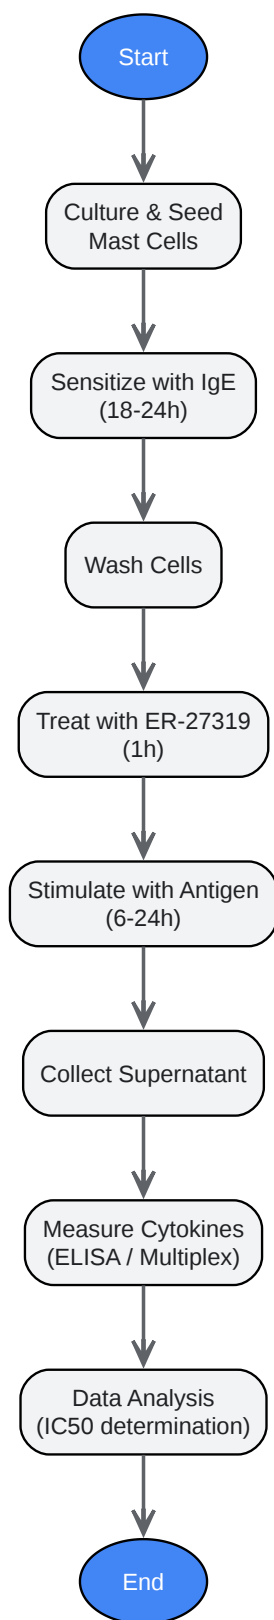 Start
Culture & Seed
Mast Cells
Sensitize with IgE
(18-24h)
Wash Cells
Treat with ER-27319
(1h)
Stimulate with Antigen
(6-24h)
Collect Supernatant
Measure Cytokines
(ELISA / Multiplex)
Data Analysis
(IC50 determination)
End